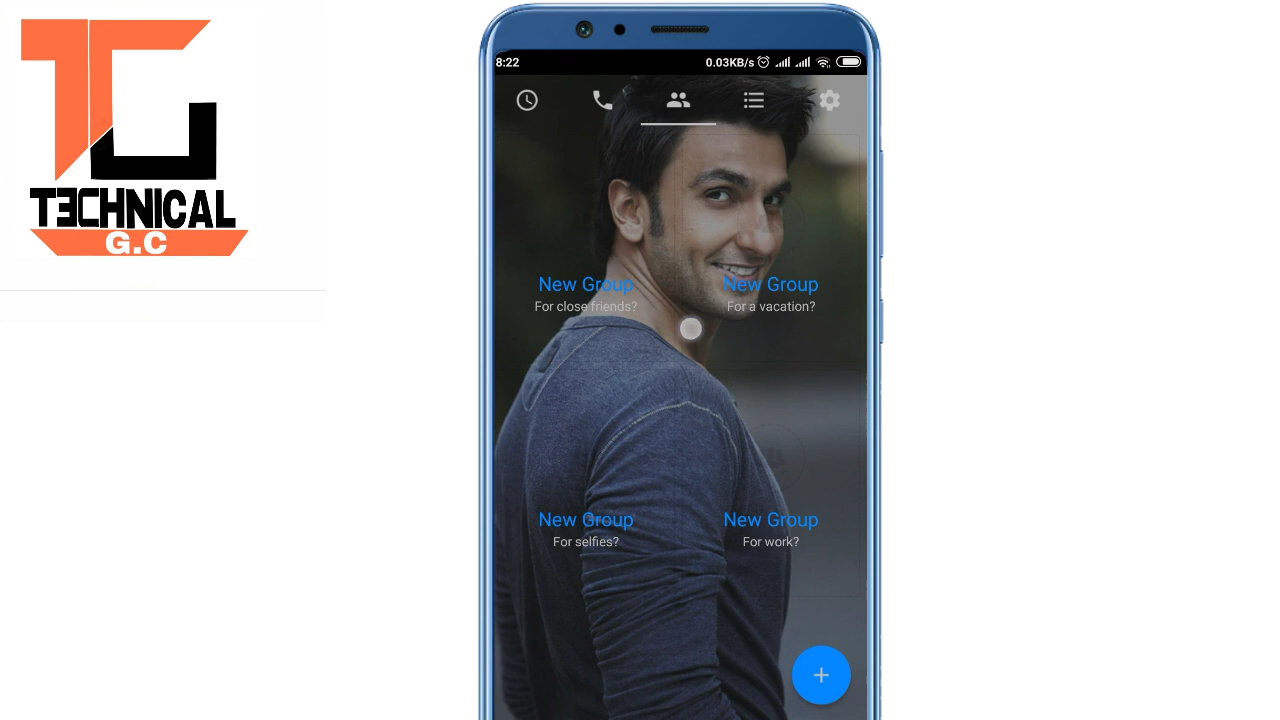 TECHNICAL
G.C
8:22
0.03KB/s
New Group
For close friends?
New Group
For a vacation?
New Group
For selfies?
New Group
For work?